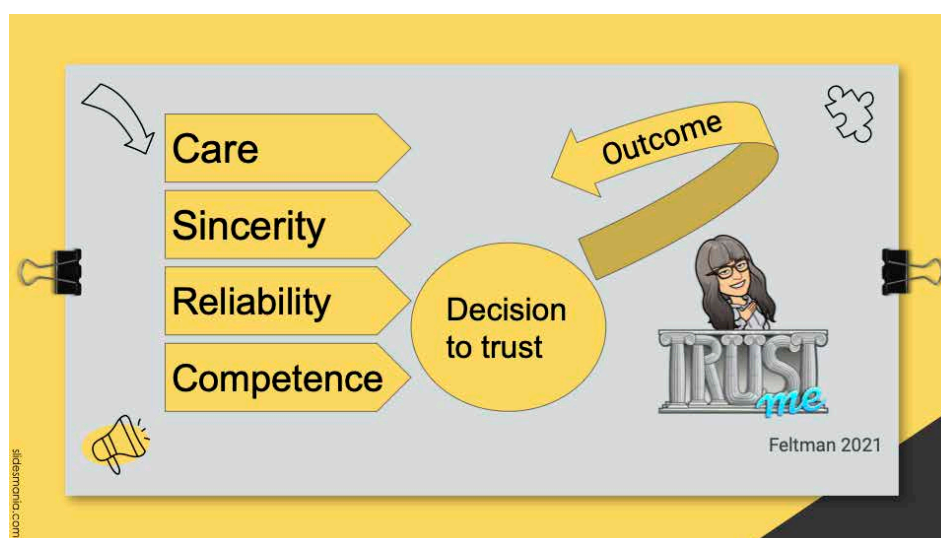 Care
Sincerity
Reliability
Competence
Decision
to trust
Outcome
TRUST
me
Feltman 2021
slidesmania.com